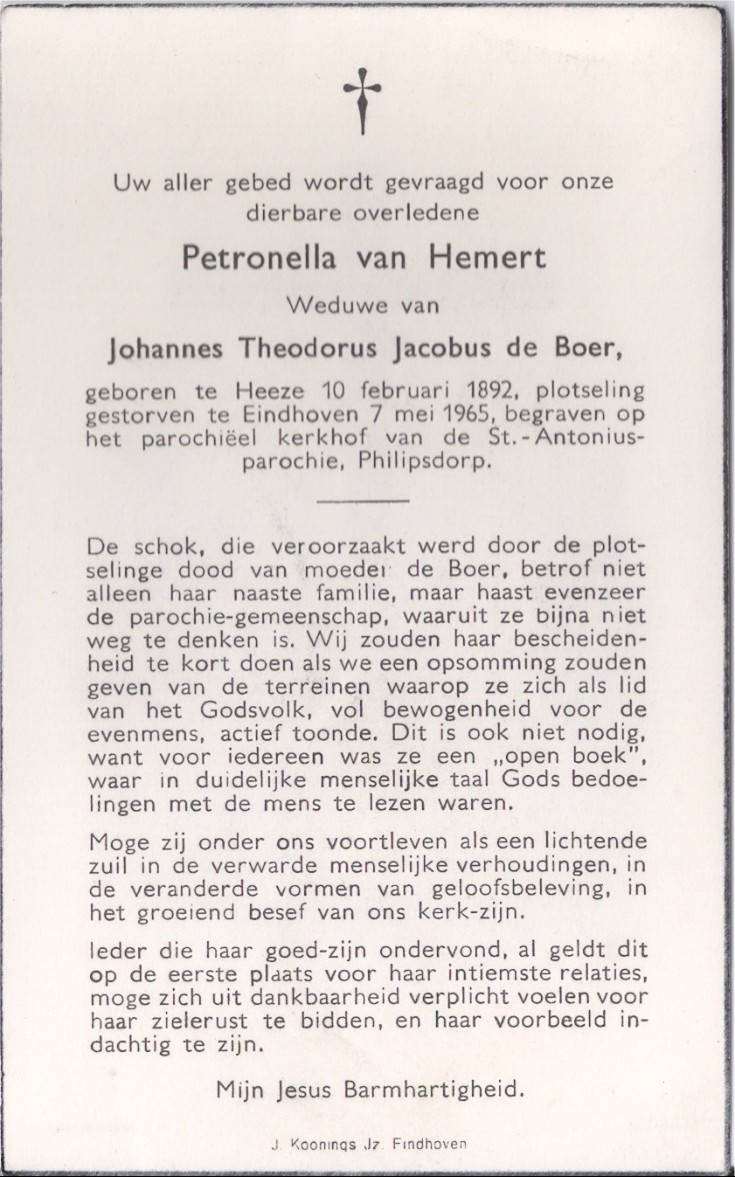 Uw aller gebed wordt gevraagd voor onze
dierbare overledene
Petronella van Hemert
Weduwe van
Johannes Theodorus Jacobus de Boer,
geboren te Heeze 10 februari 1892, plotseling
gestorven te Eindhoven 7 mei 1965, begraven op
het parochiëel kerkhof van de St.-Antonius-
parochie, Philipsdorp.
De schok, die veroorzaakt werd door de plot-
selinge dood van moeder de Boer, betrof niet
alleen haar naaste familie, maar haast evenzeer
de parochie-gemeenschap, waaruit ze bijna niet
weg te denken is. Wij zouden haar bescheiden-
heid te kort doen als we een opsomming zouden
geven van de terreinen waarop ze zich als lid
van het Godsvolk, vol bewogenheid voor de
evenmens, actief toonde. Dit is ook niet nodig,
want voor iedereen was ze een „open boek”,
waar in duidelijke menselijke taal Gods bedoe-
lingen met de mens te lezen waren.
Moge zij onder ons voortleven als een lichtende
zuil in de verwarde menselijke verhoudingen, in
de veranderde vormen van geloofsbeleving, in
het groeiend besef van ons kerk-zijn.
Ieder die haar goed-zijn ondervond, al geldt dit
op de eerste plaats voor haar intiemste relaties,
moge zich uit dankbaarheid verplicht voelen voor
haar zielerust te bidden, en haar voorbeeld in-
dachtig te zijn.
Mijn Jesus Barmhartigheid.
J. Koonings Jz. Eindhoven